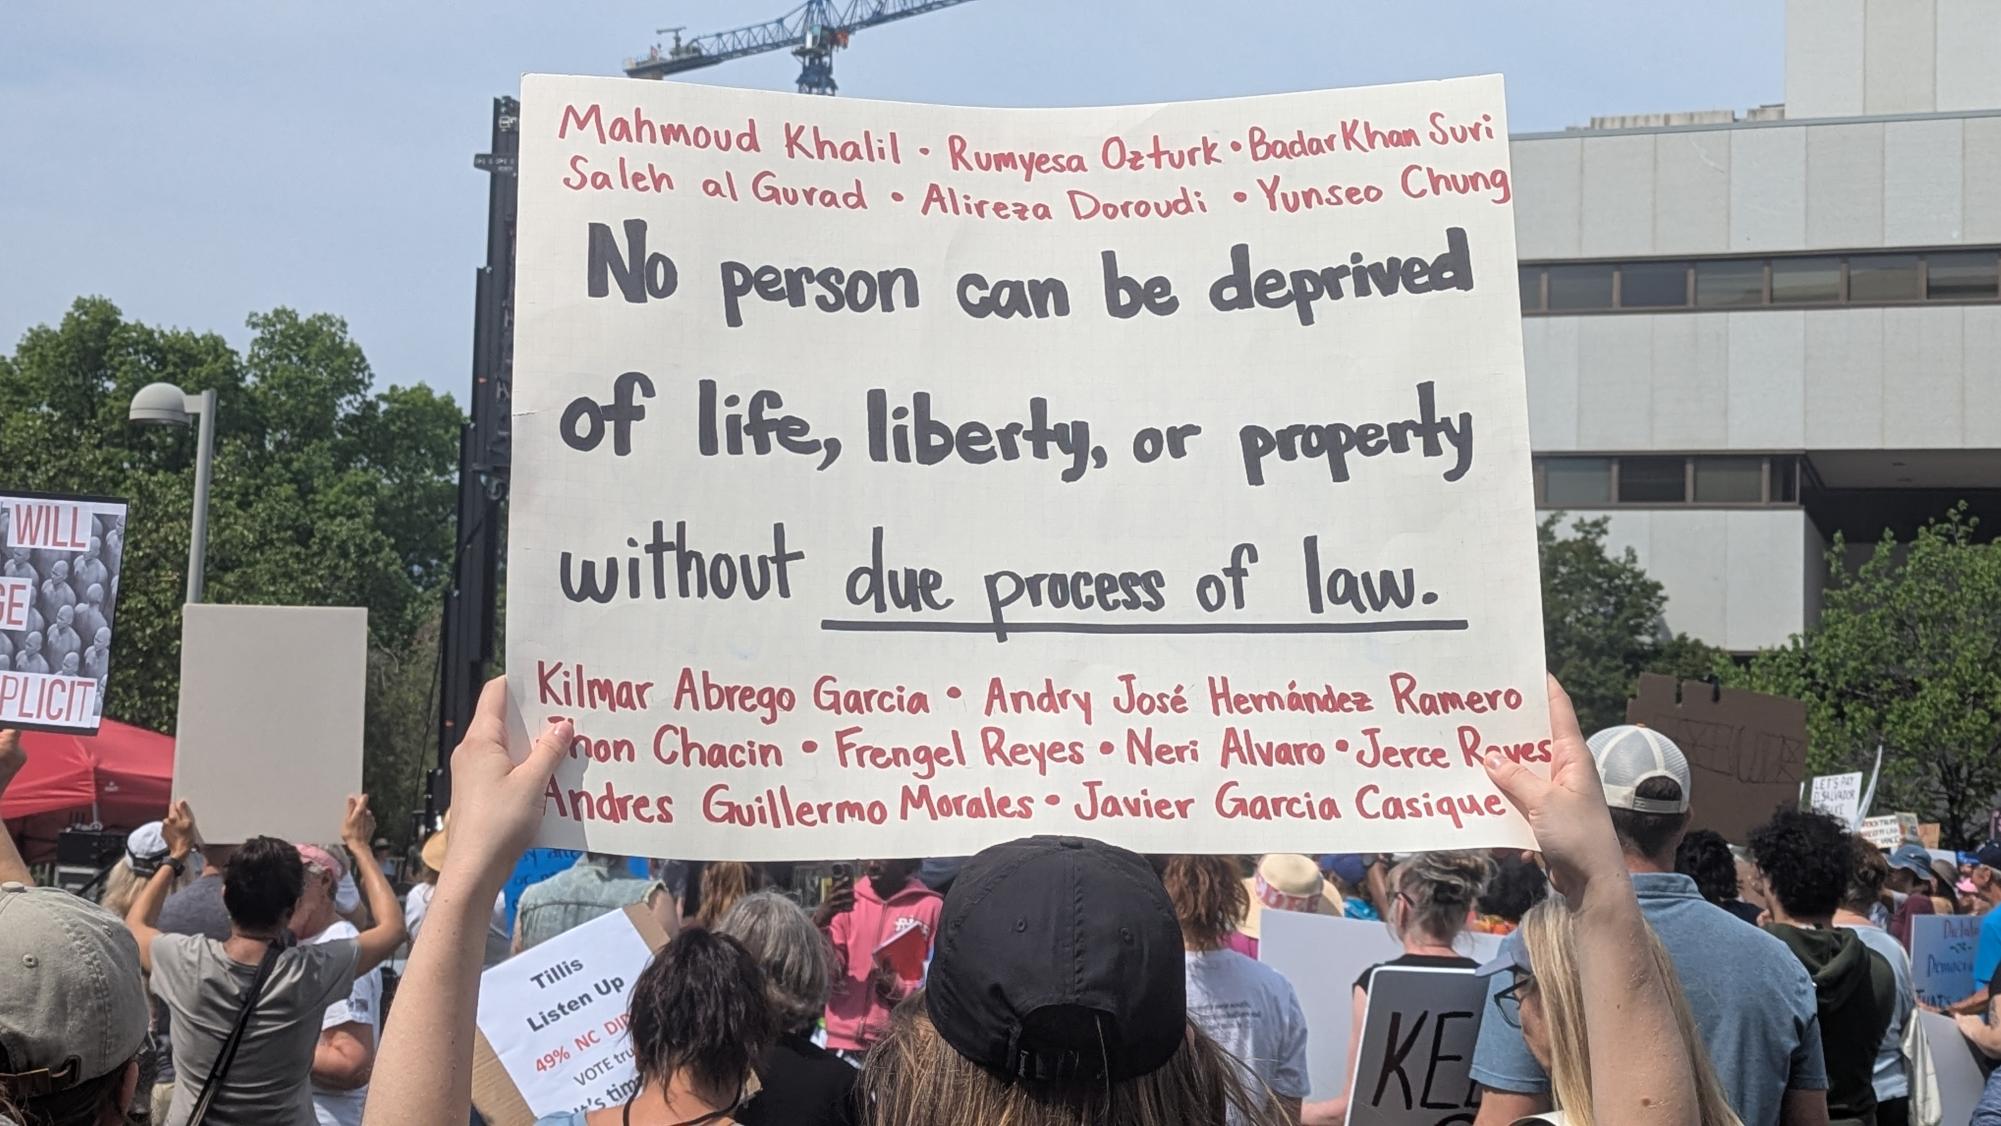 Mahmoud Khalil • Rumyesa Ozturk • Badar Khan Suri
Saleh al Gurad • Alireza Doroudi • Yunseo Chung
No person can be deprived
of life, liberty, or property
without due process of law.
Kilmar Abrego Garcia • Andry José Hernández Ramero
Chacin • Frengel Reyes • Neri Alvaro • Jerce Reyes
Andres Guillermo Morales • Javier Garcia Casique
WILL
Tillis
Listen Up
49% NC
VOTE
LET'S PAY